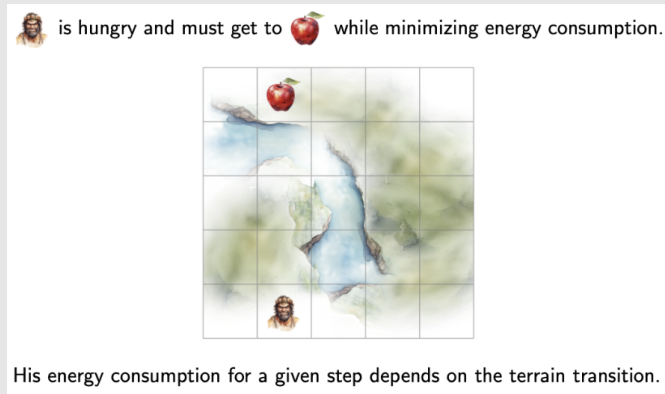 is hungry and must get to while minimizing energy consumption.
His energy consumption for a given step depends on the terrain transition.